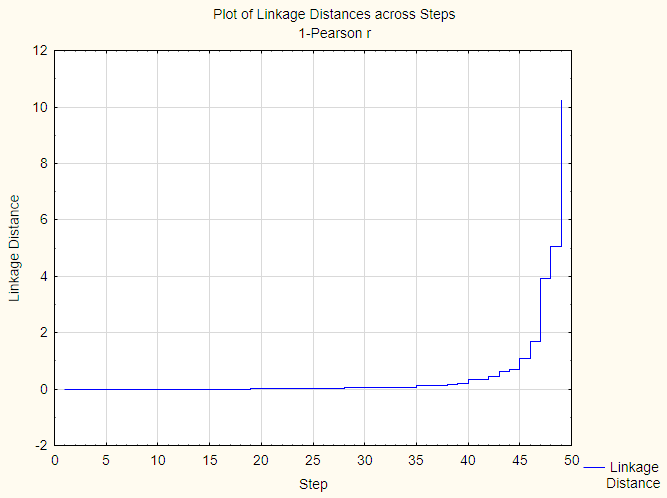 Plot of Linkage Distances across Steps
1-Pearson r
12
10
8
6
4
2
0
-2
Linkage Distance
0 5 10 15 20 25 30 35 40 45 50
Step
Linkage
Distance